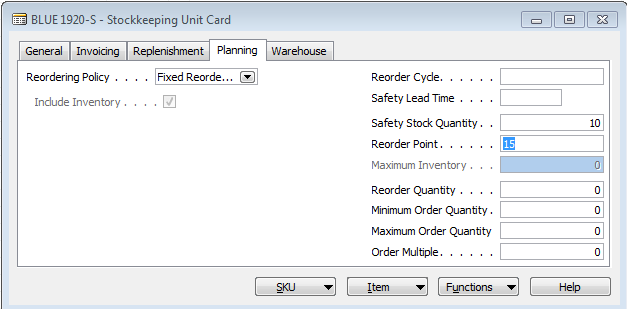 BLUE 1920-S - Stockkeeping Unit Card
General Invoicing Replenishment Planning Warehouse
Reordering Policy . . . . Fixed Reorde...
Include Inventory . . . .
Reorder Cycle. . . . . . .
Safety Lead Time . . . .
Safety Stock Quantity . . 10
Reorder Point . . . . . . 15
Maximum Inventory . . . 0
Reorder Quantity . . . . 0
Minimum Order Quantity . 0
Maximum Order Quantity 0
Order Multiple. . . . . . 0
SKU Item Functions Help